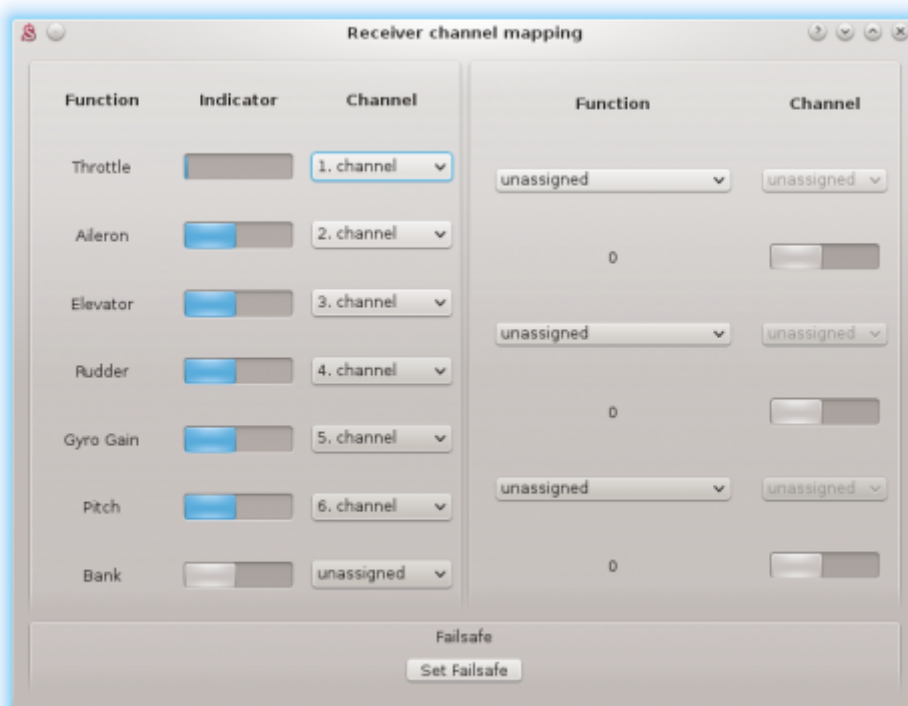 Receiver channel mapping
Function Indicator Channel
Throttle 1. channel
Aileron 2. channel
Elevator 3. channel
Rudder 4. channel
Gyro Gain 5. channel
Pitch 6. channel
Bank unassigned
Function Channel
unassigned unassigned
0
unassigned unassigned
0
unassigned unassigned
0
Failsafe
Set Failsafe